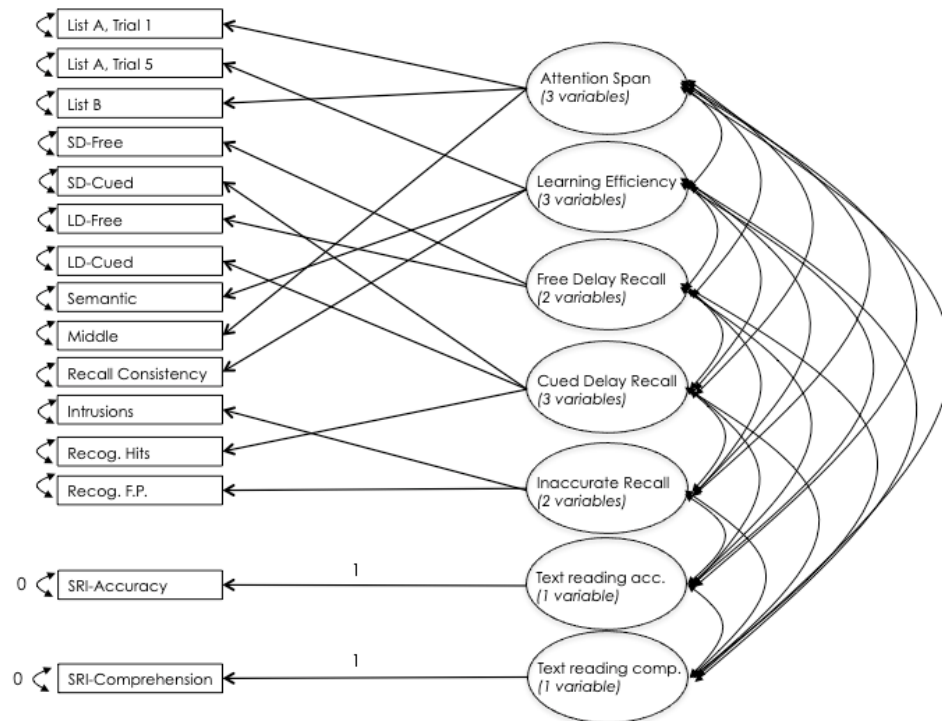 List A, Trial 1
List A, Trial 5
List B
SD-Free
SD-Cued
LD-Free
LD-Cued
Semantic
Middle
Recall Consistency
Intrusions
Recog. Hits
Recog. F.P.
0
SRI-Accuracy
0
SRI-Comprehension
1
1
Attention Span
(3 variables)
Learning Efficiency
(3 variables)
Free Delay Recall
(2 variables)
Cued Delay Recall
(3 variables)
Inaccurate Recall
(2 variables)
Text reading acc.
(1 variable)
Text reading comp.
(1 variable)